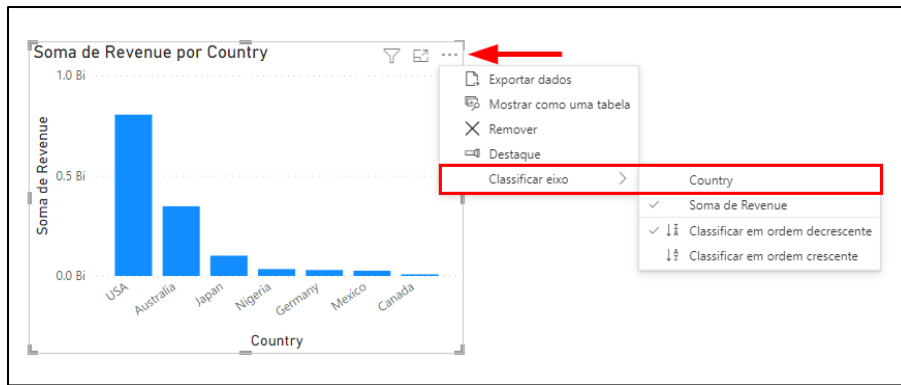 Soma de Revenue por Country
1.0 Bi
0.5 Bi
0.0 Bi
Soma de Revenue
USA
Australia
Japan
Nigeria
Germany
Mexico
Canada
Country
Exportar dados
Mostrar como uma tabela
Remover
Destaque
Classificar eixo
Country
Soma de Revenue
Classificar em ordem decrescente
Classificar em ordem crescente